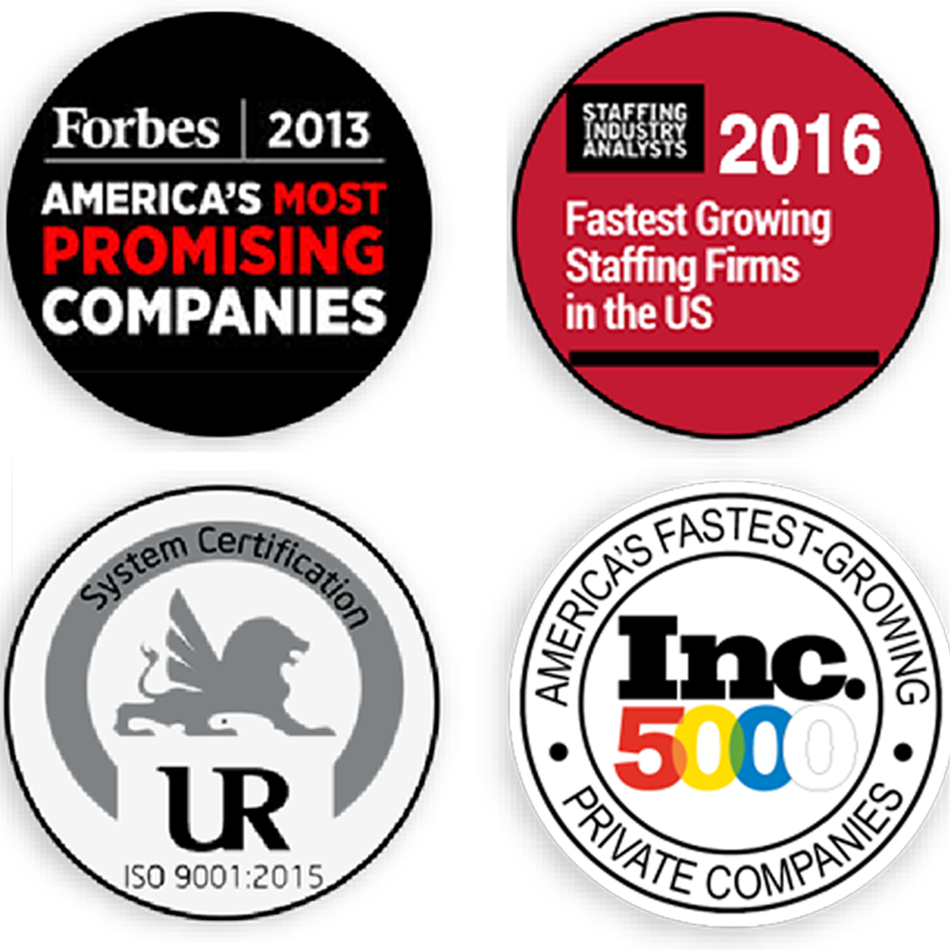 Forbes | 2013
AMERICA'S MOST
PROMISING
COMPANIES
STAFFING
INDUSTRY
ANALYSTS
2016
Fastest Growing
Staffing Firms
in the US
System Certification
UR
ISO 9001:2015
AMERICA'S FASTEST-GROWING
Inc.
5000
PRIVATE COMPANIES